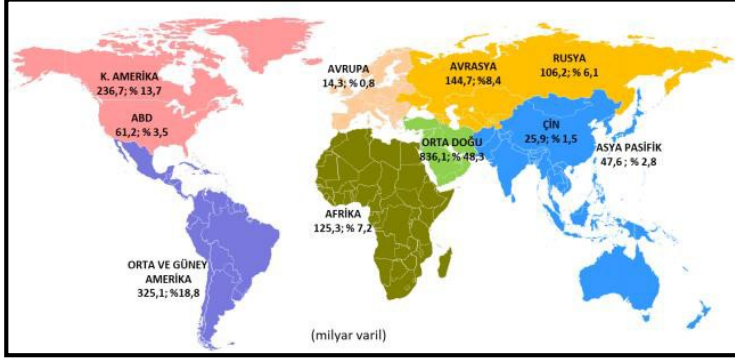 K. AMERİKA
236,7; % 13,7
ABD
61,2; % 3,5
ORTA VE GÜNEY
AMERİKA
325,1; %18,8
AVRUPA
14,3; % 0,8
AVRASYA
144,7; %8,4
RUSYA
106,2; % 6,1
ORTA DOĞU
836,1; % 48,3
ÇİN
25,9; % 1,5
ASYA PASİFİK
47,6 ; % 2,8
AFRİKA
125,3; % 7,2
(milyar varil)